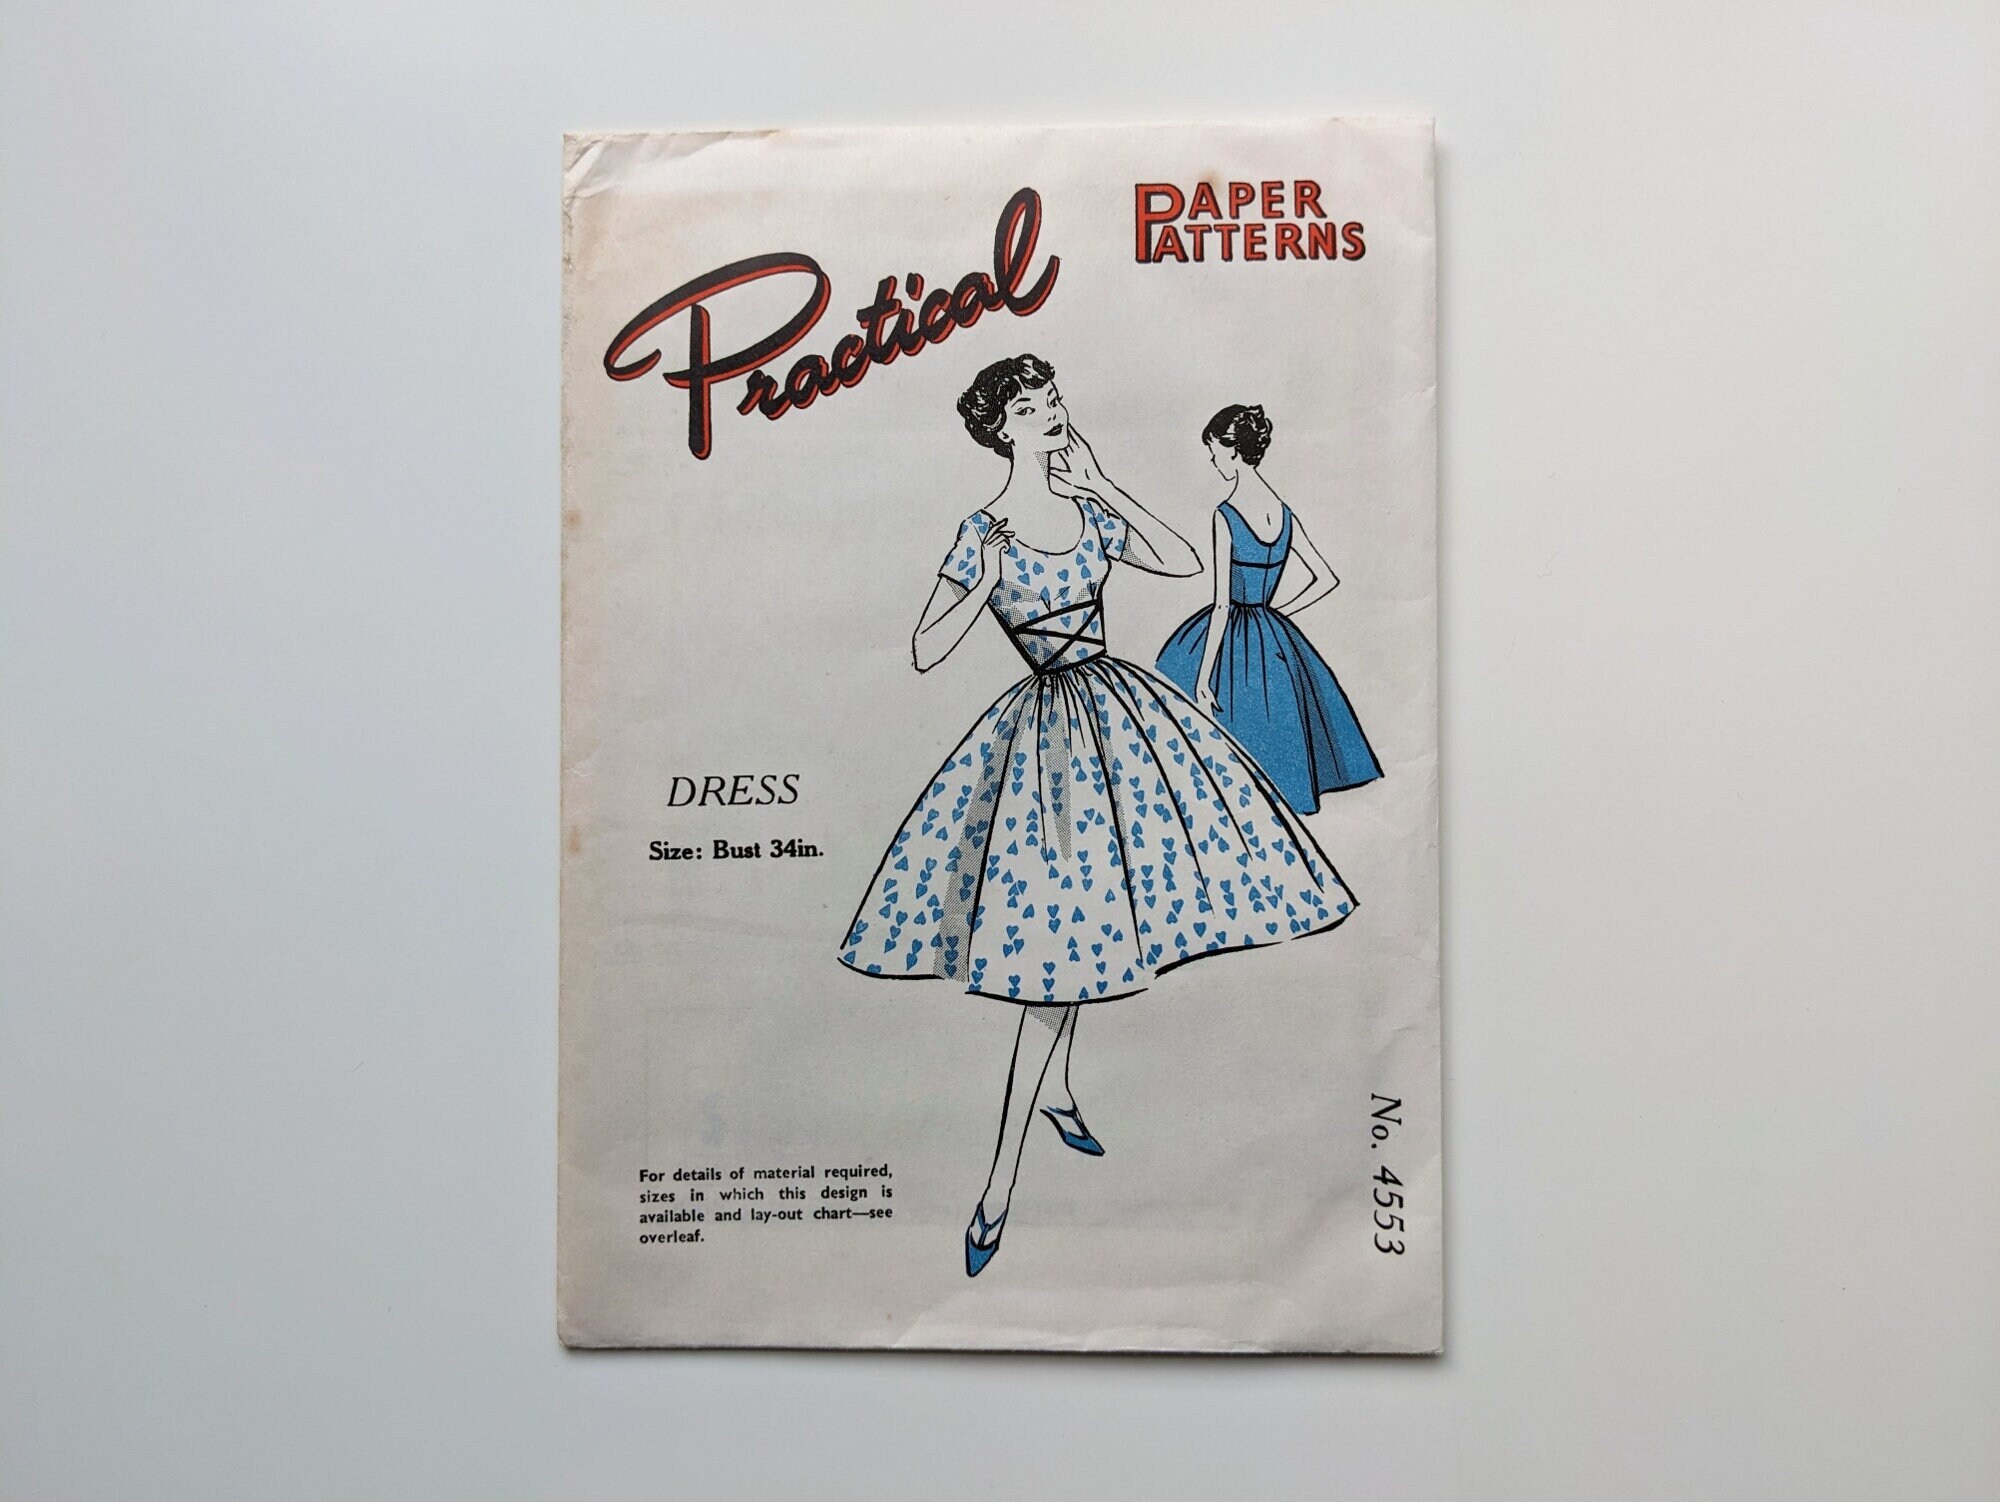 Practical
PAPER
PATTERNS
DRESS
Size: Bust 34in.
For details of material required,
sizes in which this design is
available and lay-out chart—see
overleaf.
No. 4553